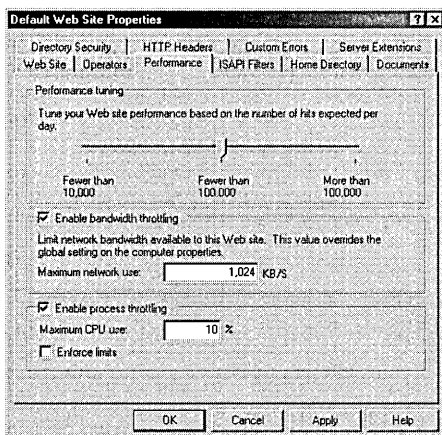 Default Web Site Properties
Directory Security HTTP Headers Custom Errors Server Extensions
Web Site Operators Performance ISAPI Filters Home Directory Documents
Performance tuning
Tune your Web site performance based on the number of hits expected per
day.
Fewer than Fewer than More than
10,000 100,000 100,000
Enable bandwidth throttling
Limit network bandwidth available to this Web site. This value overrides the
global setting on the computer properties.
Maximum network use: 1,024 KB/S
Enable process throttling
Maximum CPU use: 10 %
Enforce limits
OK Cancel Apply Help